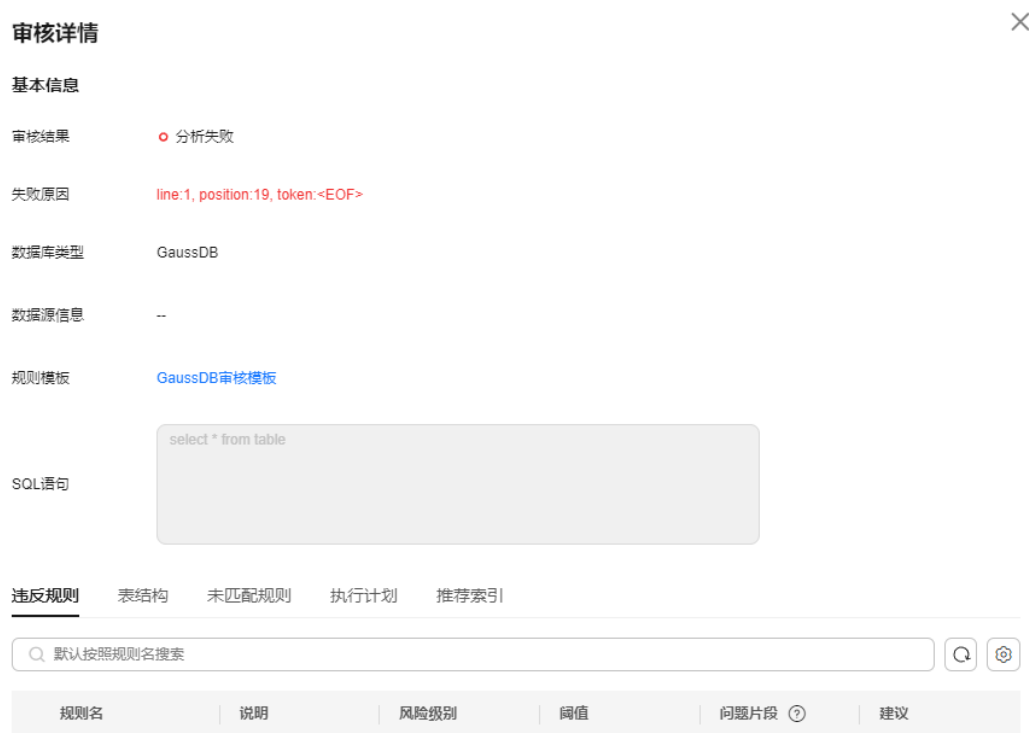 审核详情
基本信息
审核结果 分析失败
失败原因 line:1, position:19, token:<EOF>
数据库类型 GaussDB
数据源信息 --
规则模板 GaussDB审核模板
SQL语句 select * from table
违反规则 表结构 未匹配规则 执行计划 推荐索引
默认按照规则名搜索
规则名 说明 风险级别 阈值 问题片段 ? 建议